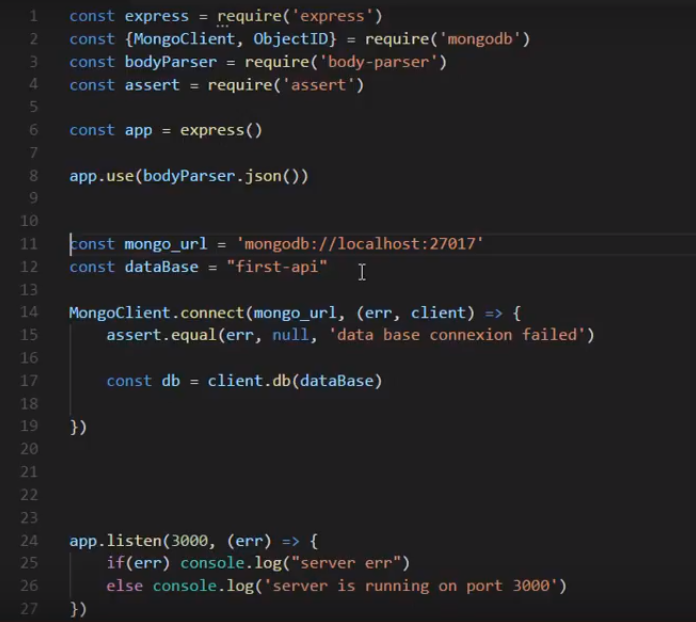 1 const express = require('express')
2 const {MongoClient, ObjectID} = require('mongodb')
3 const bodyParser = require('body-parser')
4 const assert = require('assert')
5
6 const app = express()
7
8 app.use(bodyParser.json())
9
10
11 const mongo_url = 'mongodb://localhost:27017'
12 const dataBase = "first-api"
13
14 MongoClient.connect(mongo_url, (err, client) => {
15     assert.equal(err, null, 'data base connexion failed')
16
17     const db = client.db(dataBase)
18
19 })
20
21
22
23
24 app.listen(3000, (err) => {
25     if(err) console.log("server err")
26     else console.log('server is running on port 3000')
27 })